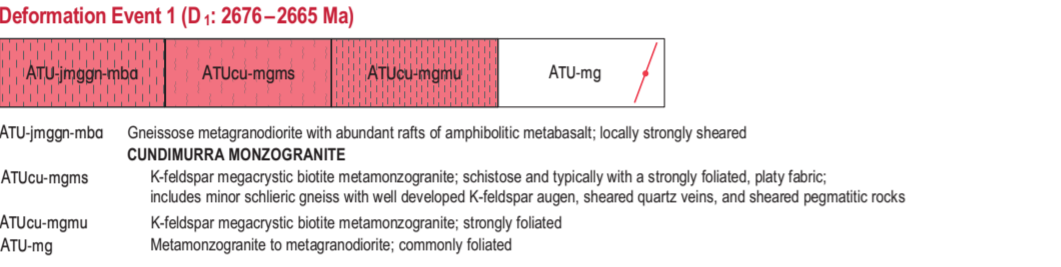 Deformation Event 1 (D₁: 2676–2665 Ma)
ATU-jmggn-mba ATUcu-mgms ATUcu-mgmu ATU-mg
ATU-jmggn-mba Gneissose metagranodiorite with abundant rafts of amphibolitic metabasalt; locally strongly sheared
CUNDIMURRA MONZOGRANITE
ATUcu-mgms K-feldspar megacrystic biotite metamonzogranite; schistose and typically with a strongly foliated, platy fabric;
includes minor schlieric gneiss with well developed K-feldspar augen, sheared quartz veins, and sheared pegmatitic rocks
ATUcu-mgmu K-feldspar megacrystic biotite metamonzogranite; strongly foliated
ATU-mg Metamonzogranite to metagranodiorite; commonly foliated